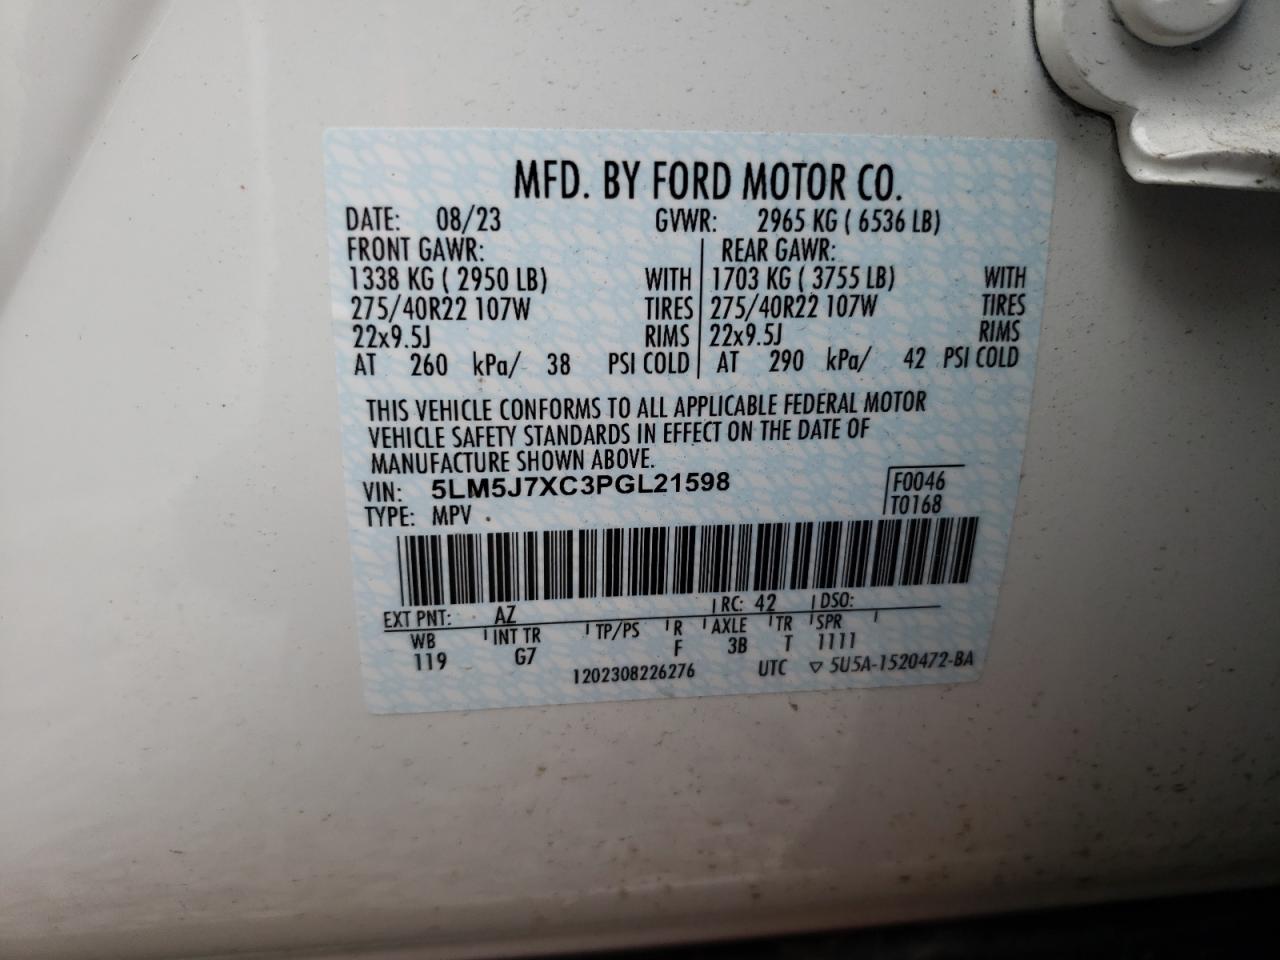 MFD. BY FORD MOTOR CO.
DATE: 08/23 GVWR: 2965 KG ( 6536 LB)
FRONT GAWR: REAR GAWR:
1338 KG ( 2950 LB) WITH 1703 KG ( 3755 LB) WITH
275/40R22 107W TIRES 275/40R22 107W TIRES
22x9.5J RIMS 22x9.5J RIMS
AT 260 kPa/ 38 PSI COLD AT 290 kPa/ 42 PSI COLD
THIS VEHICLE CONFORMS TO ALL APPLICABLE FEDERAL MOTOR
VEHICLE SAFETY STANDARDS IN EFFECT ON THE DATE OF
MANUFACTURE SHOWN ABOVE.
VIN: 5LM5J7XC3PGL21598 F0046
TYPE: MPV T0168
EXT PNT: AZ RC: 42 DSO:
WB INT TR TP/PS R AXLE TR SPR
119 G7 F 3B T 1111
1202308226276 UTC ▽ 5U5A-1520472-BA